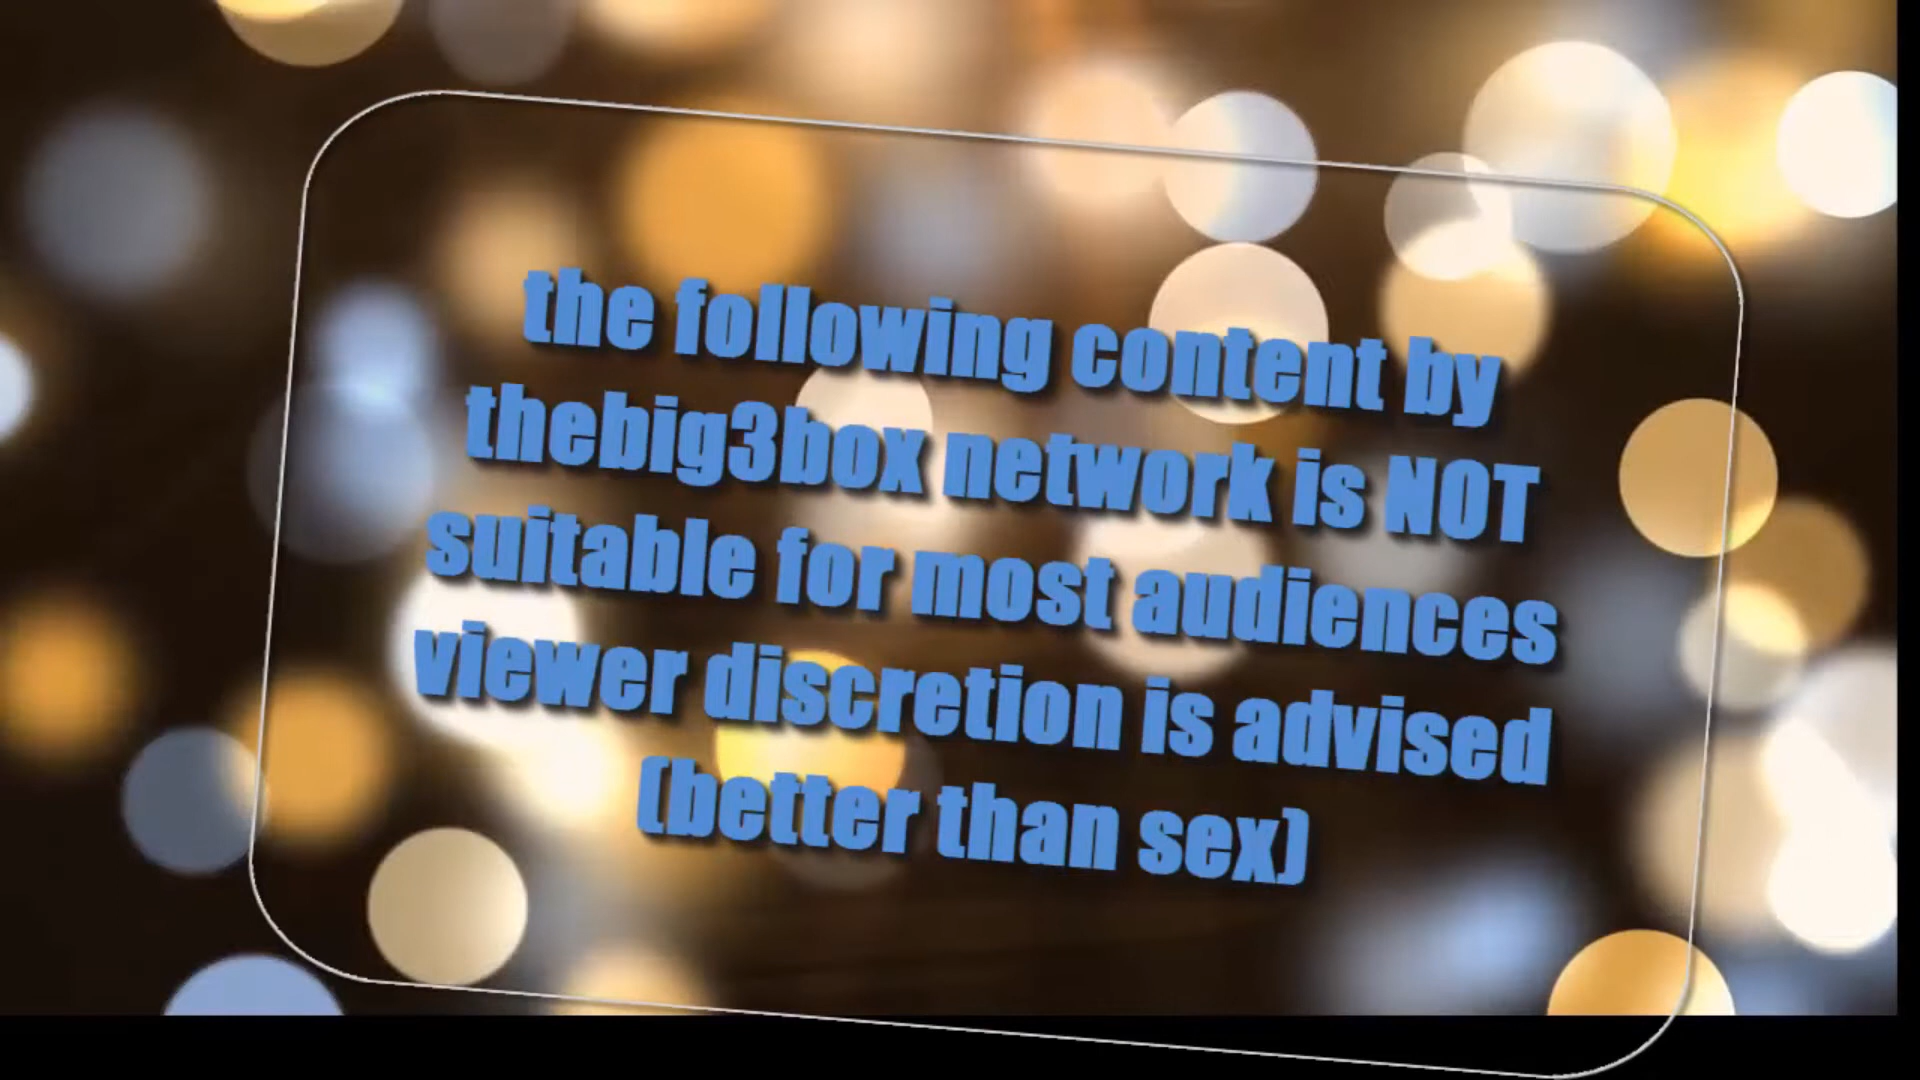 the following content by
thebig3box network is NOT
suitable for most audiences
viewer discretion is advised
(better than sex)